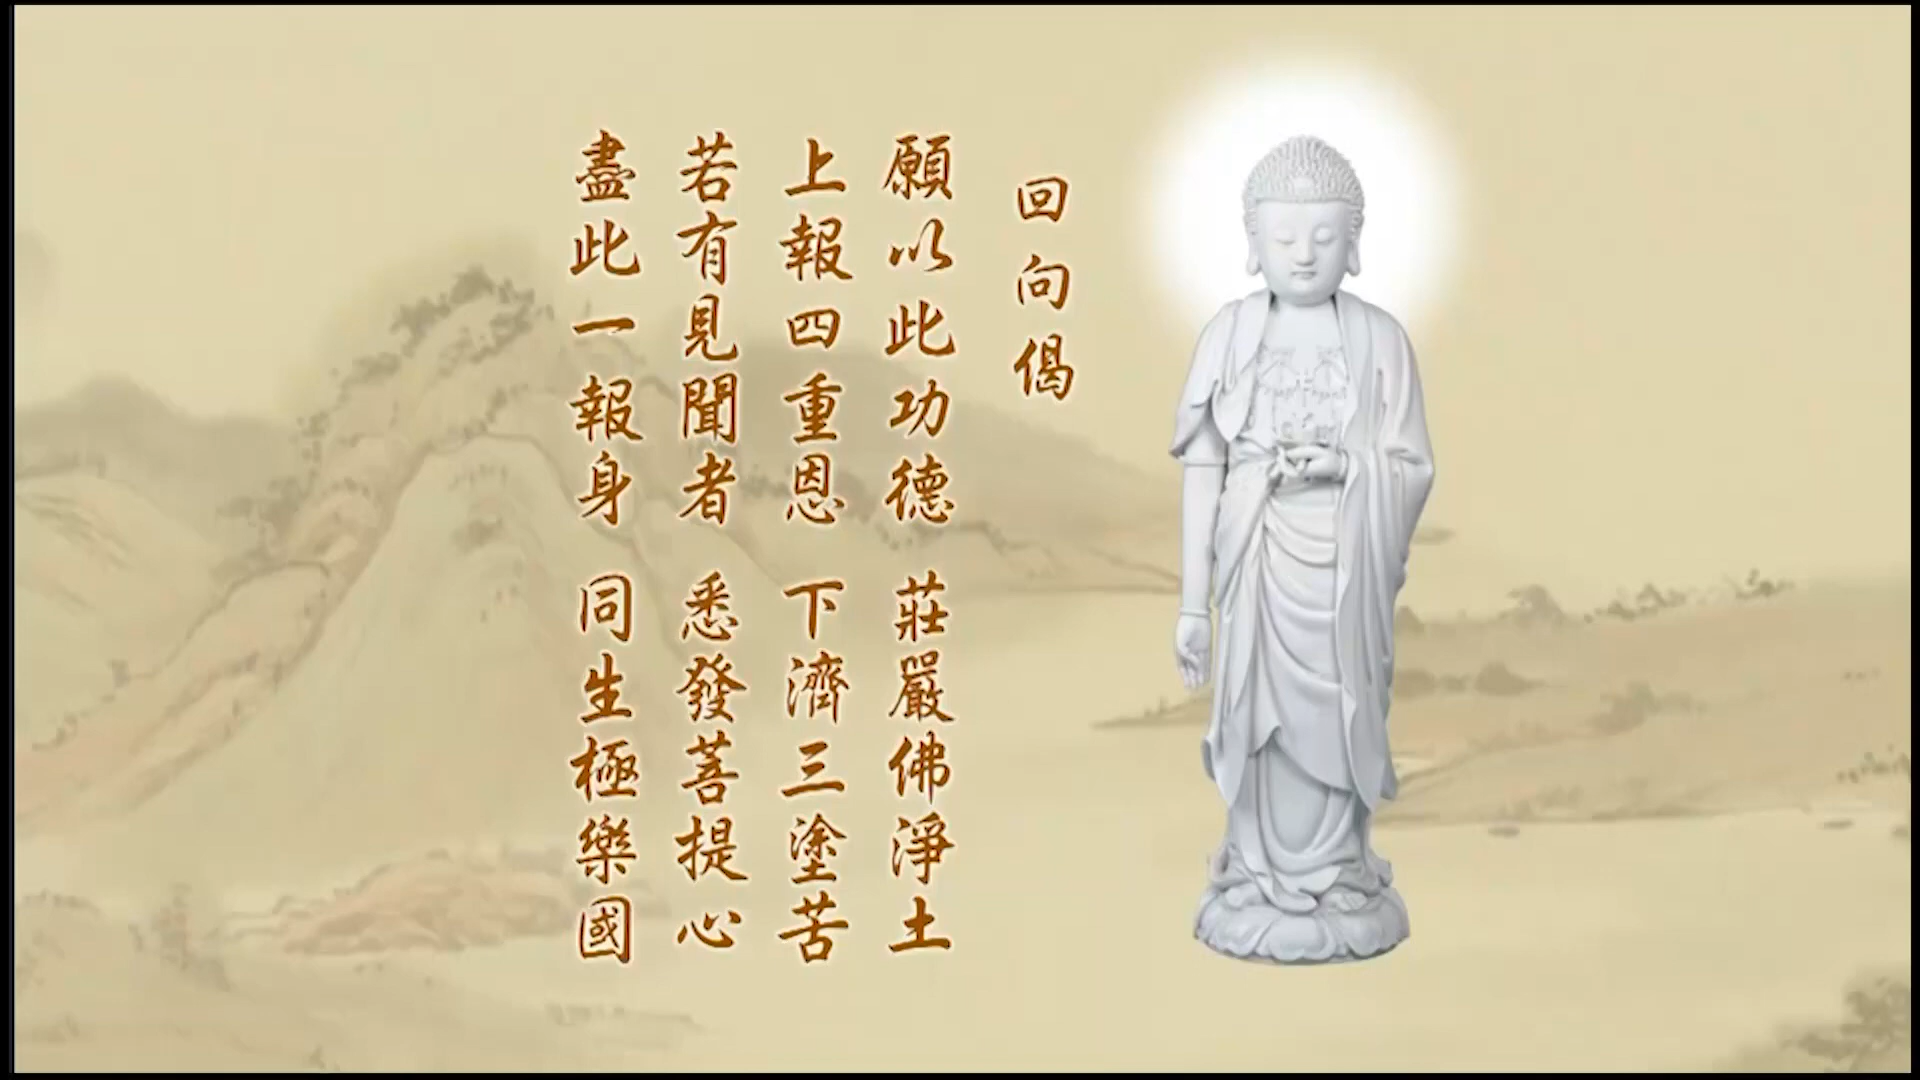 回向偈
願以此功德 莊嚴佛淨土
上報四重恩 下濟三塗苦
若有見聞者 悉發菩提心
盡此一報身 同生極樂國